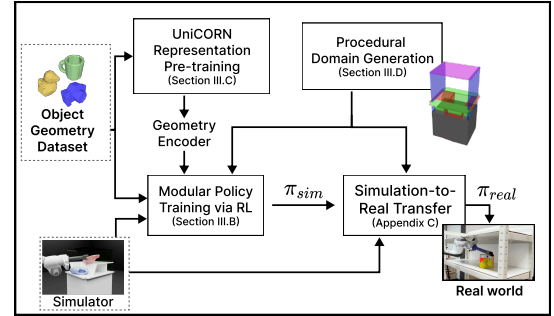 UniCORN
Representation
Pre-training
(Section III.C)
Procedural
Domain Generation
(Section III.D)
Object
Geometry
Dataset
Geometry
Encoder
Modular Policy
Training via RL
(Section III.B)
π_sim
Simulation-to-
Real Transfer
(Appendix C)
π_real
Simulator
Real world